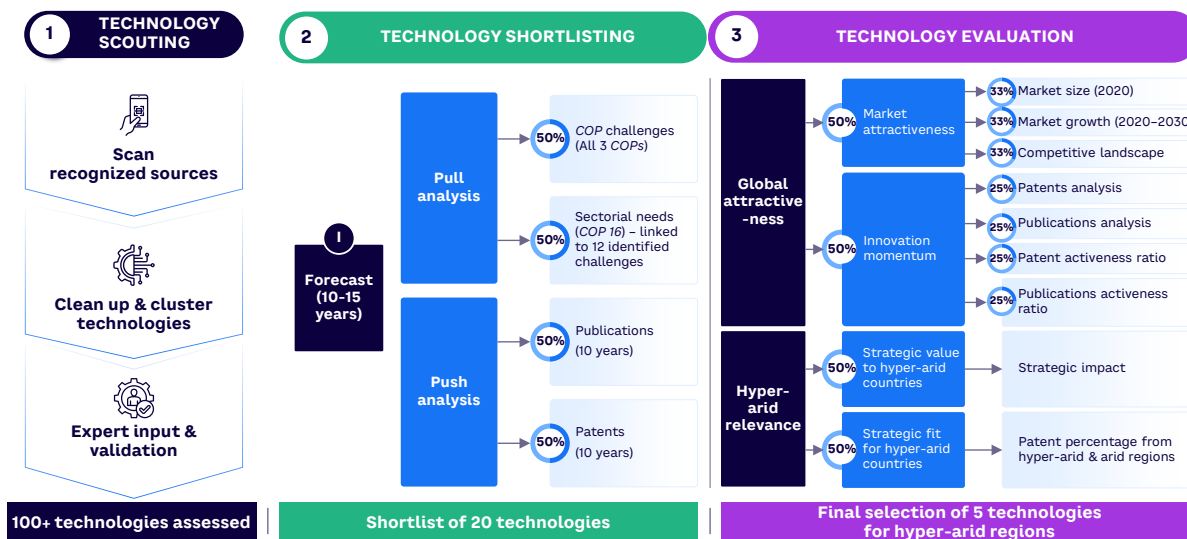 1
TECHNOLOGY
SCOUTING
Scan
recognized sources
Clean up & cluster
technologies
Expert input &
validation
100+ technologies assessed
2
TECHNOLOGY SHORTLISTING
I
Forecast
(10-15
years)
Pull
analysis
50%
COP challenges
(All 3 COPs)
50%
Sectorial needs
(COP 16) – linked
to 12 identified
challenges
Push
analysis
50%
Publications
(10 years)
50%
Patents
(10 years)
Shortlist of 20 technologies
3
TECHNOLOGY EVALUATION
Global
attractive
-ness
50%
Market
attractiveness
33% Market size (2020)
33% Market growth (2020–2030
33% Competitive landscape
50%
Innovation
momentum
25% Patents analysis
25% Publications analysis
25% Patent activeness ratio
25% Publications activeness
ratio
Hyper-
arid
relevance
50%
Strategic value
to hyper-arid
countries
Strategic impact
50%
Strategic fit
for hyper-arid
countries
Patent percentage from
hyper-arid & arid regions
Final selection of 5 technologies
for hyper-arid regions